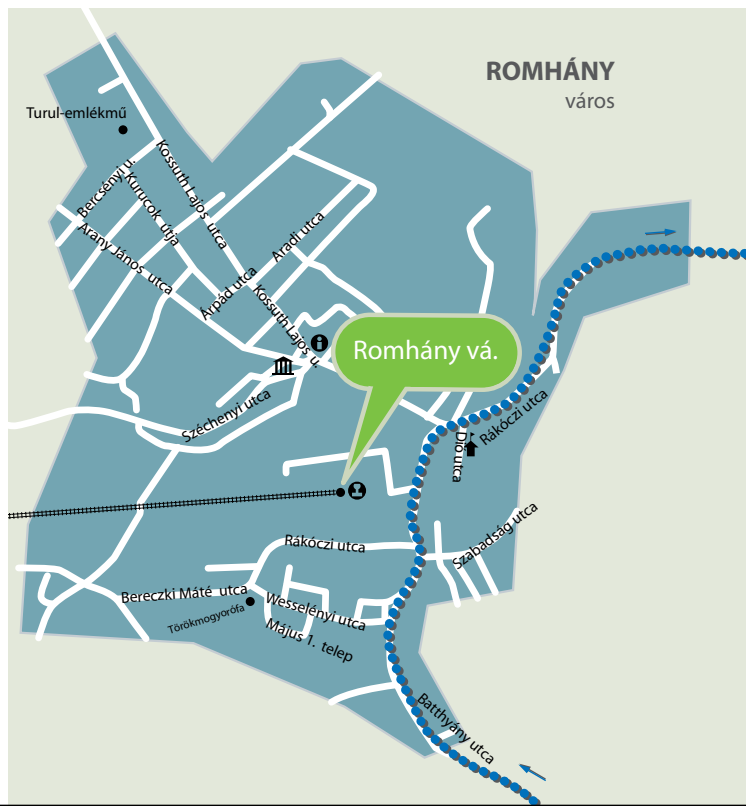 ROMHÁNY
város
Turul-emlékmű
Bercsényi u.
Kurucok útja
Kossuth Lajos utca
Arany János utca
Árpád utca
Aradi utca
Kossuth Lajos u.
Romhány vá.
Széchenyi utca
Dió utca
Rákóczi utca
Szabadság utca
Rákóczi utca
Bereczki Máté utca
Törökmogyorófa
Wesselényi utca
Május 1. telep
Batthyány utca